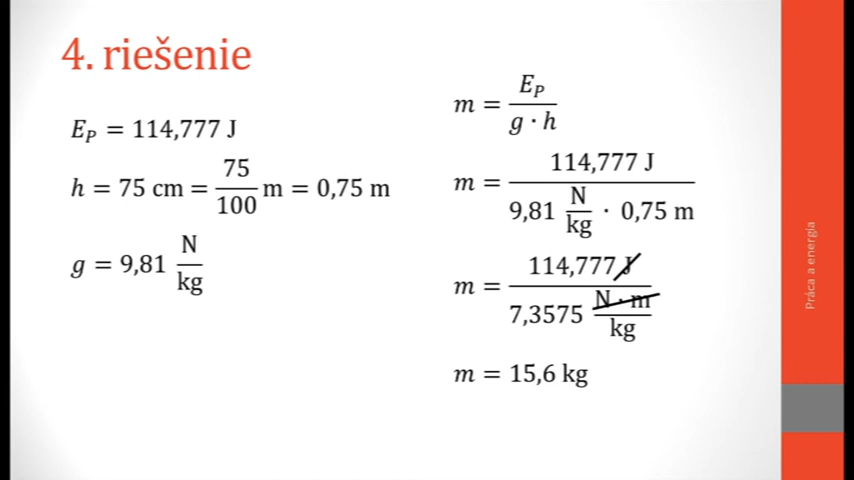 4. riešenie
E_P = 114,777 J
h = 75 cm = 75/100 m = 0,75 m
g = 9,81 N/kg
m = E_P / (g · h)
m = 114,777 J / (9,81 N/kg · 0,75 m)
m = 114,777 J / (7,3575 N · m/kg)
m = 15,6 kg
Práca a energia